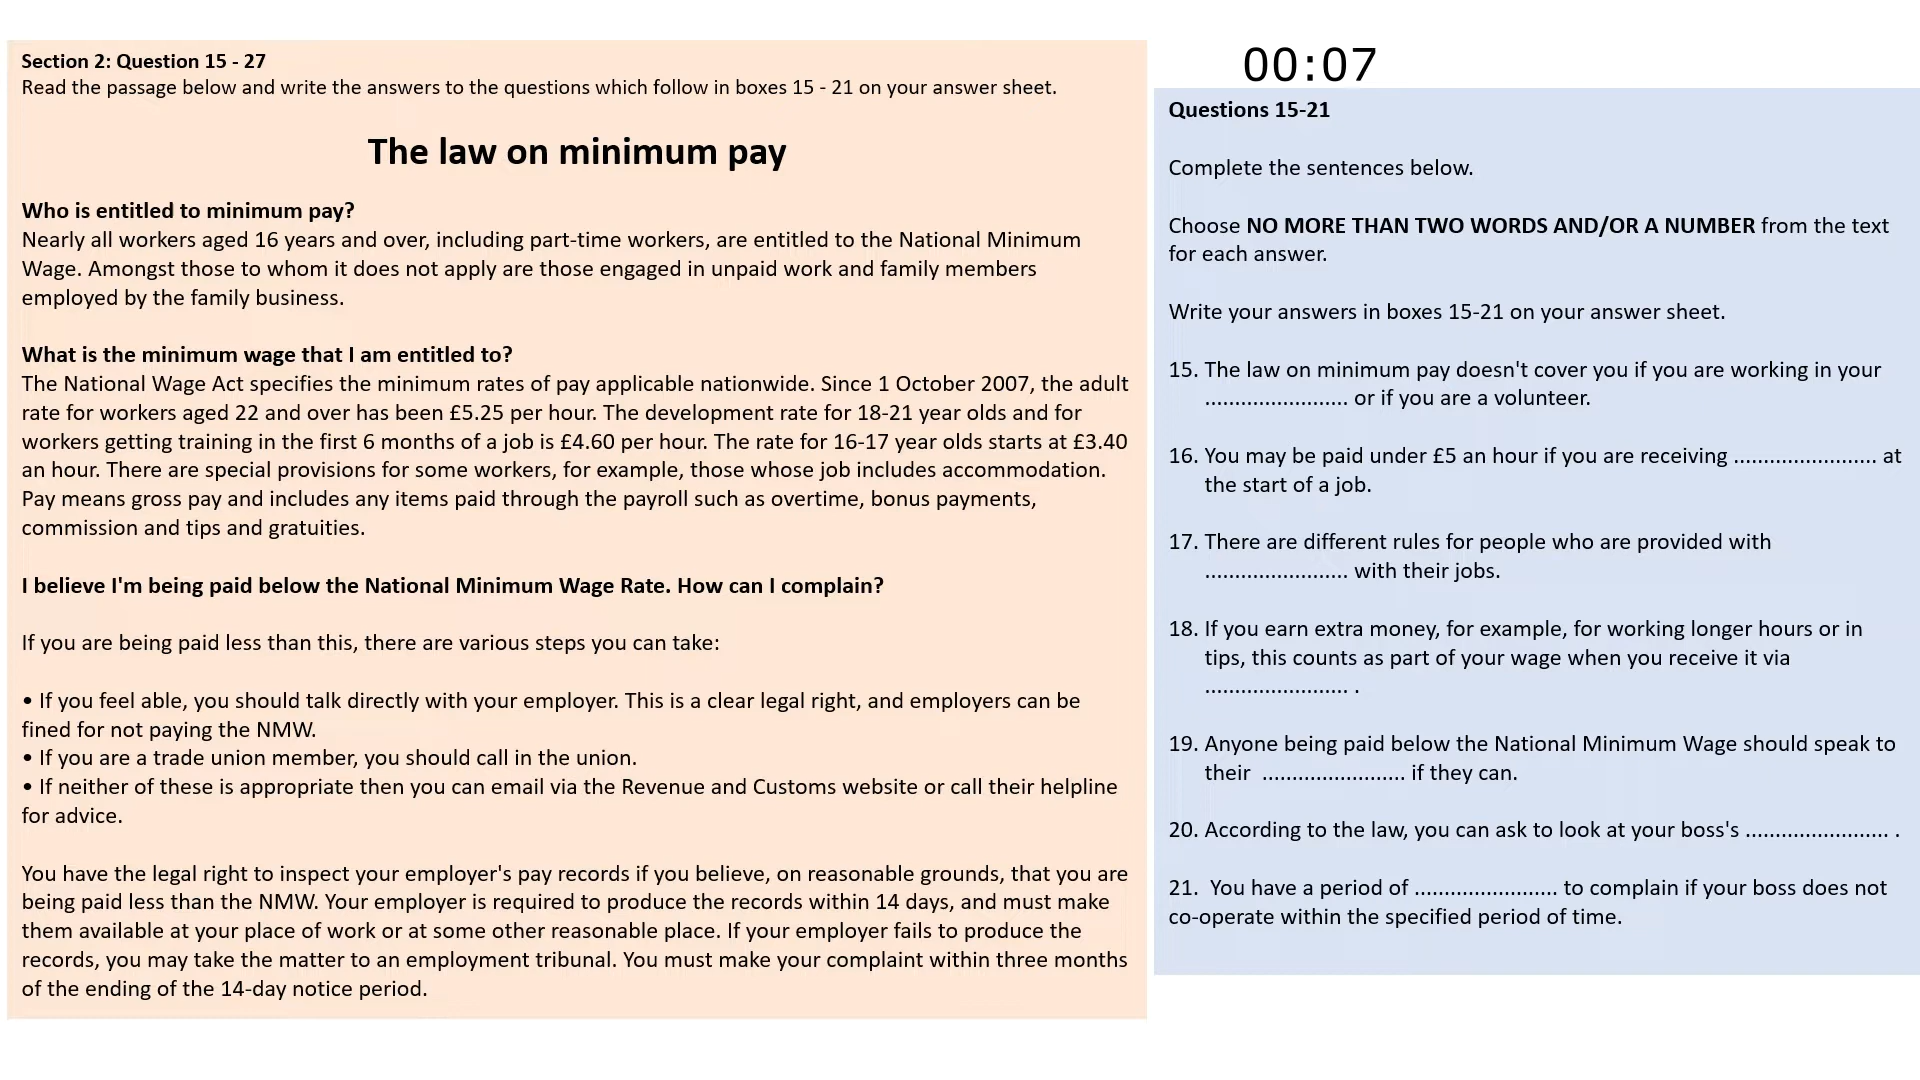 Section 2: Question 15 - 27
Read the passage below and write the answers to the questions which follow in boxes 15 - 21 on your answer sheet.
The law on minimum pay
Who is entitled to minimum pay?
Nearly all workers aged 16 years and over, including part-time workers, are entitled to the National Minimum
Wage. Amongst those to whom it does not apply are those engaged in unpaid work and family members
employed by the family business.
What is the minimum wage that I am entitled to?
The National Wage Act specifies the minimum rates of pay applicable nationwide. Since 1 October 2007, the adult
rate for workers aged 22 and over has been £5.25 per hour. The development rate for 18-21 year olds and for
workers getting training in the first 6 months of a job is £4.60 per hour. The rate for 16-17 year olds starts at £3.40
an hour. There are special provisions for some workers, for example, those whose job includes accommodation.
Pay means gross pay and includes any items paid through the payroll such as overtime, bonus payments,
commission and tips and gratuities.
I believe I'm being paid below the National Minimum Wage Rate. How can I complain?
If you are being paid less than this, there are various steps you can take:
• If you feel able, you should talk directly with your employer. This is a clear legal right, and employers can be
fined for not paying the NMW.
• If you are a trade union member, you should call in the union.
• If neither of these is appropriate then you can email via the Revenue and Customs website or call their helpline
for advice.
You have the legal right to inspect your employer's pay records if you believe, on reasonable grounds, that you are
being paid less than the NMW. Your employer is required to produce the records within 14 days, and must make
them available at your place of work or at some other reasonable place. If your employer fails to produce the
records, you may take the matter to an employment tribunal. You must make your complaint within three months
of the ending of the 14-day notice period.
00:07
Questions 15-21
Complete the sentences below.
Choose NO MORE THAN TWO WORDS AND/OR A NUMBER from the text
for each answer.
Write your answers in boxes 15-21 on your answer sheet.
15. The law on minimum pay doesn't cover you if you are working in your
........................ or if you are a volunteer.
16. You may be paid under £5 an hour if you are receiving ........................ at
the start of a job.
17. There are different rules for people who are provided with
........................ with their jobs.
18. If you earn extra money, for example, for working longer hours or in
tips, this counts as part of your wage when you receive it via
........................ .
19. Anyone being paid below the National Minimum Wage should speak to
their ........................ if they can.
20. According to the law, you can ask to look at your boss's ........................ .
21. You have a period of ........................ to complain if your boss does not
co-operate within the specified period of time.